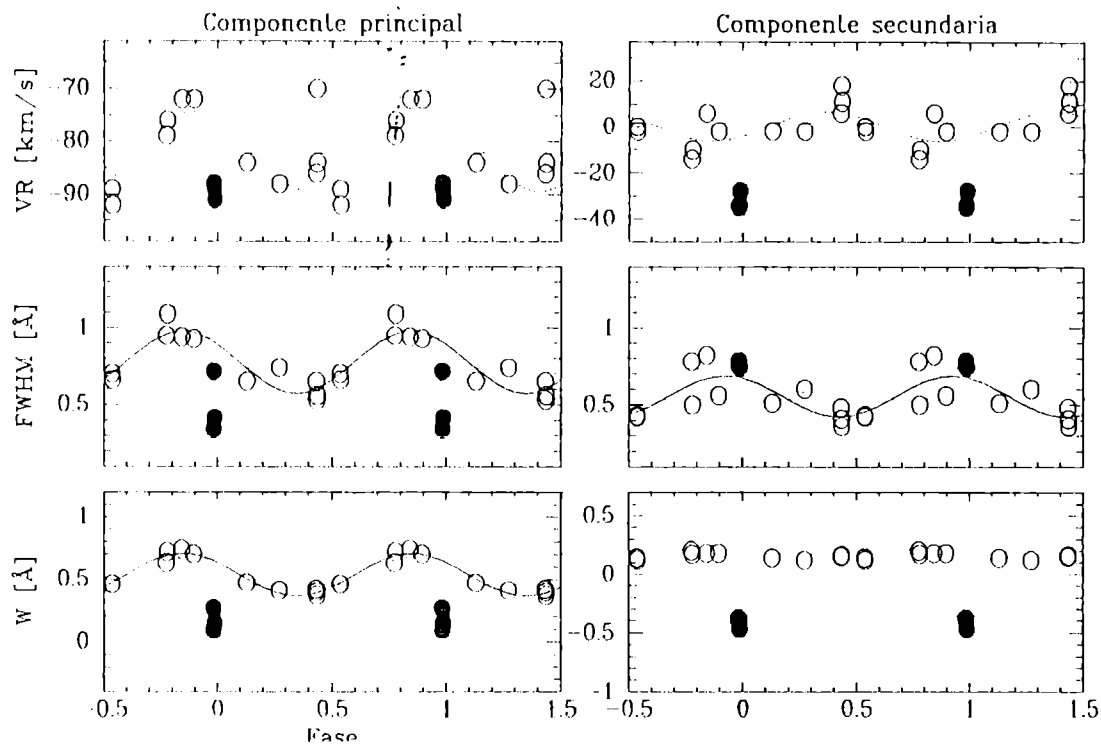 Componente principal Componente secundaria
VR [km/s]
-70
-80
-90
20
0
-20
-40
FWHM [Å]
1
0.5
1
0.5
W [Å]
1
0.5
0
0.5
0
-0.5
-1
-0.5 0 0.5 1 1.5
-0.5 0 0.5 1 1.5
Fase